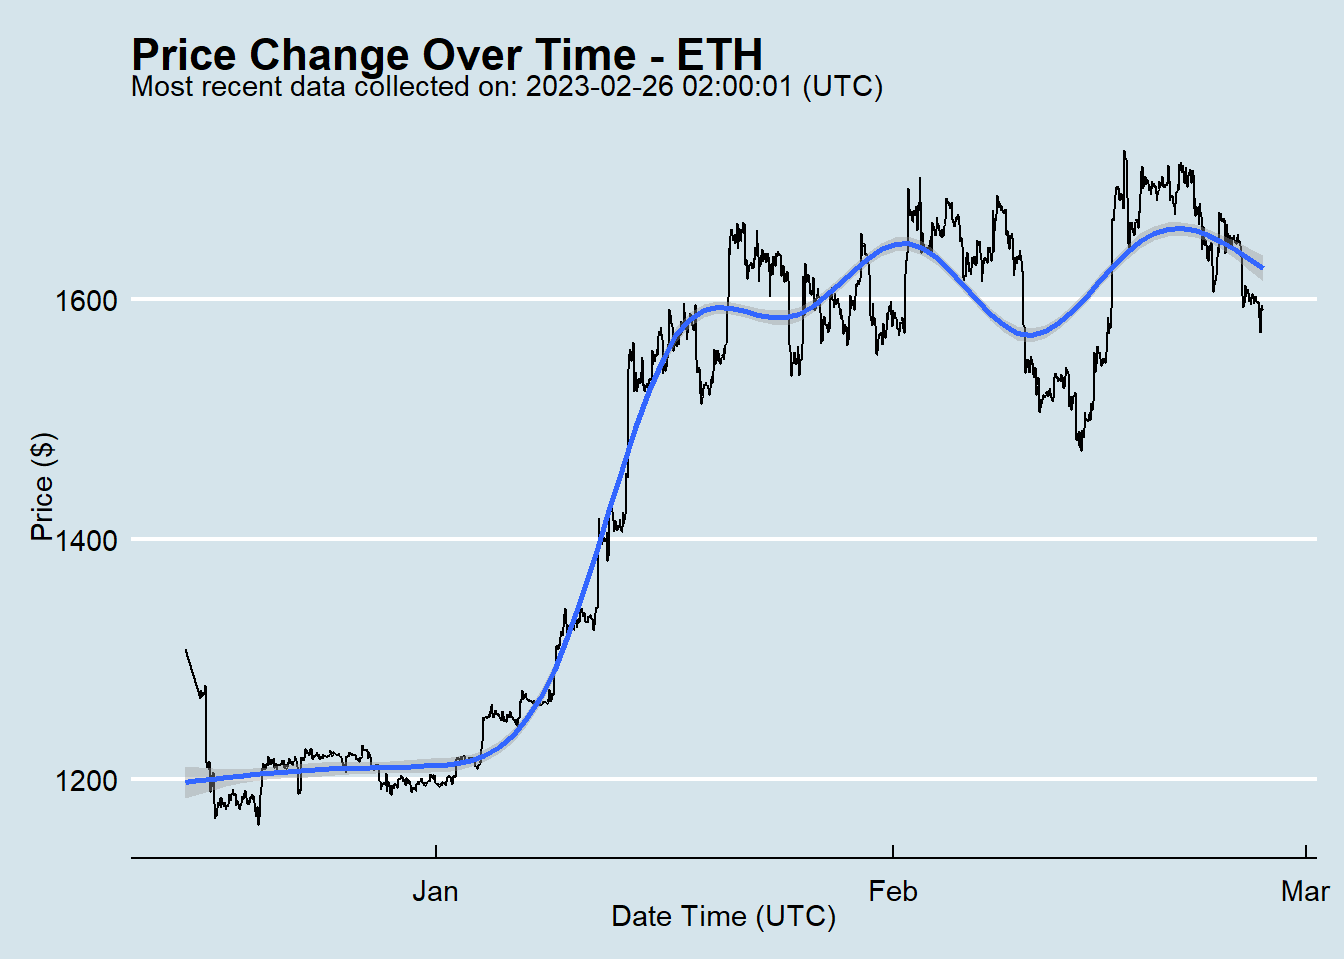 Price Change Over Time - ETH
Most recent data collected on: 2023-02-26 02:00:01 (UTC)
Price ($)
1600
1400
1200
Jan
Feb
Mar
Date Time (UTC)